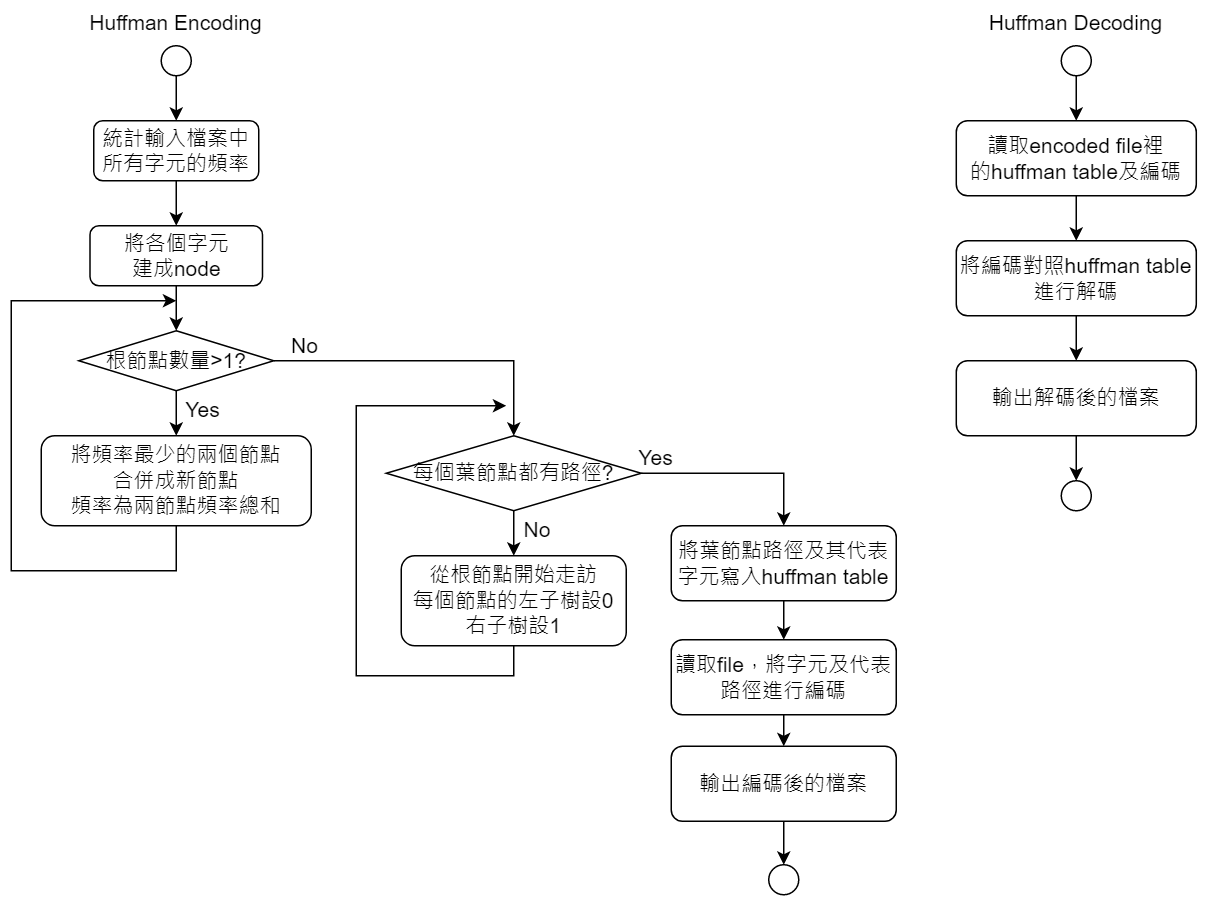 Huffman Encoding
統計輸入檔案中
所有字元的頻率
將各個字元
建成node
根節點數量>1?
No
Yes
將頻率最少的兩個節點
合併成新節點
頻率為兩節點頻率總和
每個葉節點都有路徑?
Yes
No
從根節點開始走訪
每個節點的左子樹設0
右子樹設1
將葉節點路徑及其代表
字元寫入huffman table
讀取file，將字元及代表
路徑進行編碼
輸出編碼後的檔案
Huffman Decoding
讀取encoded file裡
的huffman table及編碼
將編碼對照huffman table
進行解碼
輸出解碼後的檔案